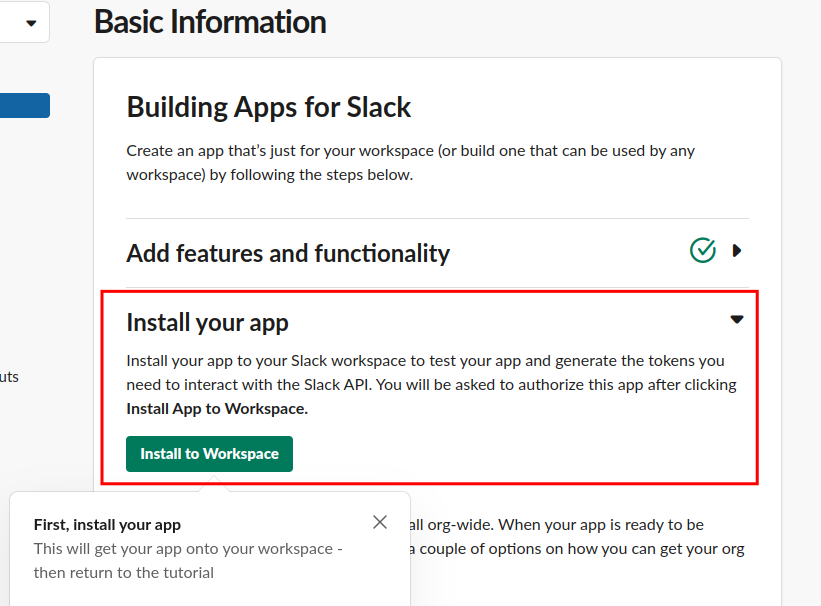 Basic Information
Building Apps for Slack
Create an app that’s just for your workspace (or build one that can be used by any
workspace) by following the steps below.
Add features and functionality
Install your app
Install your app to your Slack workspace to test your app and generate the tokens you
need to interact with the Slack API. You will be asked to authorize this app after clicking
uts
Install App to Workspace.
Install to Workspace
First, install your app
This will get your app onto your workspace -
then return to the tutorial
all org-wide. When your app is ready to be
a couple of options on how you can get your org